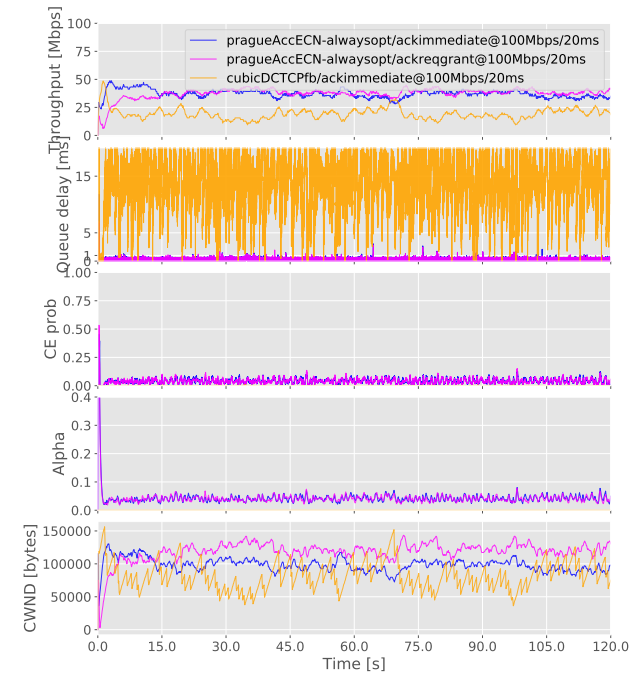 Throughput [Mbps]
100
75
50
25
0
pragueAccECN-alwaysopt/ackimmediate@100Mbps/20ms
pragueAccECN-alwaysopt/ackreqgrant@100Mbps/20ms
cubicDCTCPfb/ackimmediate@100Mbps/20ms
Queue delay [ms]
15
5
1
0
CE prob
1.00
0.75
0.50
0.25
0.00
Alpha
0.4
0.3
0.2
0.1
0.0
CWND [bytes]
150000
100000
50000
0
0.0 15.0 30.0 45.0 60.0 75.0 90.0 105.0 120.0
Time [s]